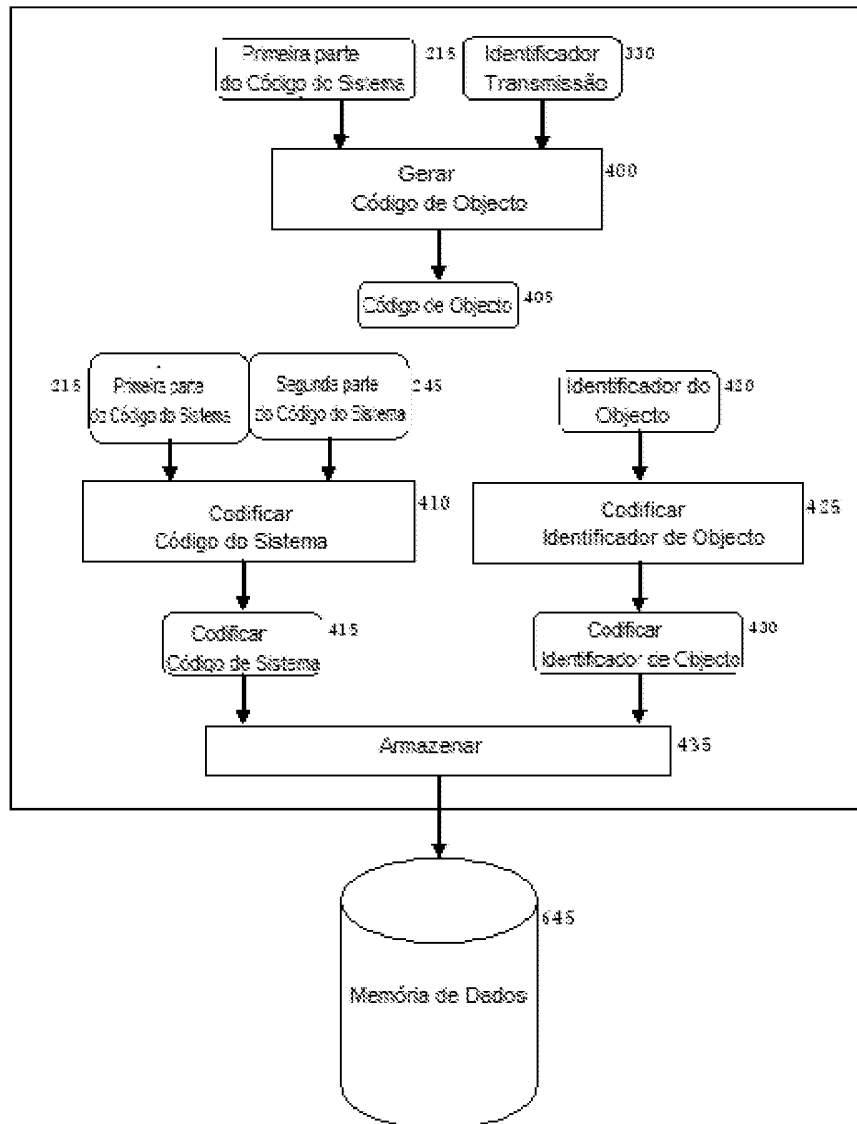 Primeira parte
do Código do Sistema
215
Identificador
Transmissão
330
Gerar
Código de Objecto
400
Código de Objecto
405
215
Primeira parte
do Código do Sistema
Segunda parte
do Código do Sistema
245
Identificador do
Objecto
420
Codificar
Código do Sistema
410
Codificar
Identificador de Objecto
425
Codificar
Código de Sistema
415
Codificar
Identificador de Objecto
430
Armazenar
435
645
Memória de Dados